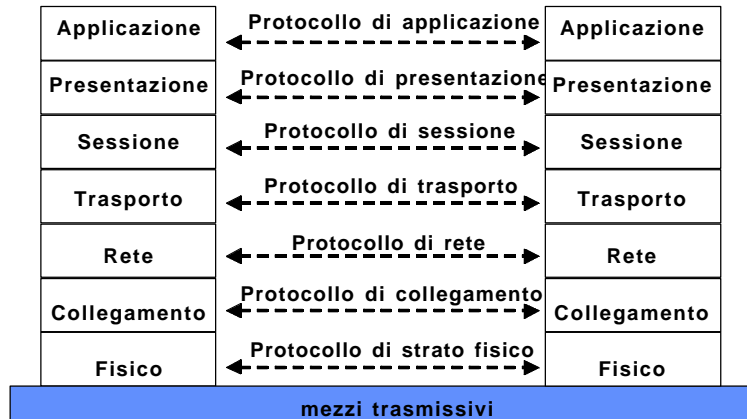 Applicazione Protocollo di applicazione Applicazione
Presentazione Protocollo di presentazione Presentazione
Sessione Protocollo di sessione Sessione
Trasporto Protocollo di trasporto Trasporto
Rete Protocollo di rete Rete
Collegamento Protocollo di collegamento Collegamento
Fisico Protocollo di strato fisico Fisico
mezzi trasmissivi